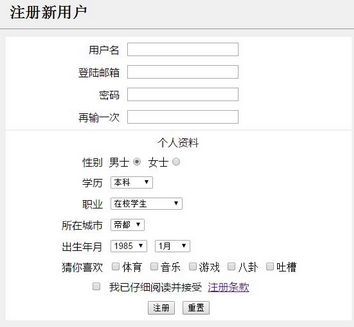 注册新用户
用户名
登陆邮箱
密码
再输一次
个人资料
性别 男士 女士
学历 本科
职业 在校学生
所在城市 帝都
出生年月 1985 1月
猜你喜欢 体育 音乐 游戏 八卦 吐槽
我已仔细阅读并接受 注册条款
注册 重置